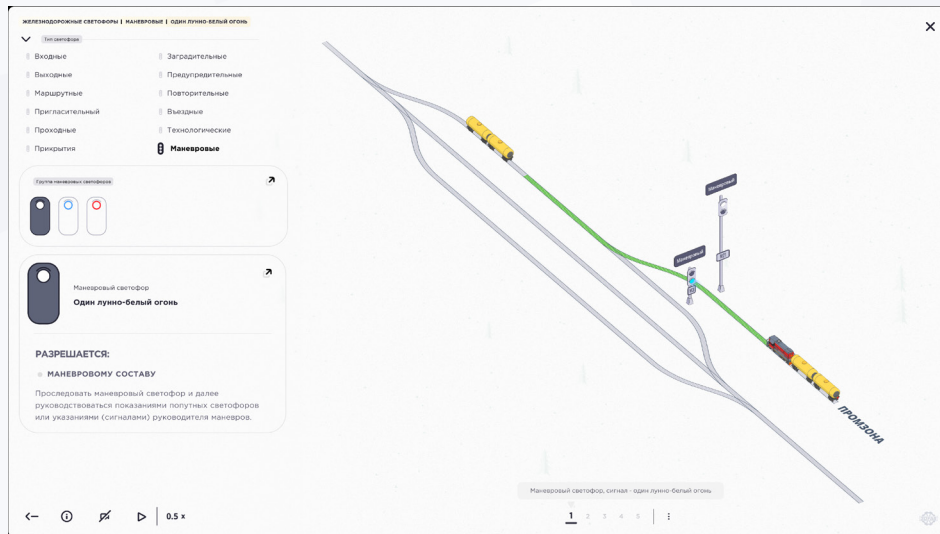 ЖЕЛЕЗНОДОРОЖНЫЕ СВЕТОФОРЫ | МАНЕВРОВЫЕ | ОДИН ЛУННО-БЕЛЫЙ ОГОНЬ
Тип светофора
Входные
Заградительные
Выходные
Предупредительные
Маршрутные
Повторительные
Пригласительный
Въездные
Проходные
Технологические
Прикрытия
Маневровые
Группа маневровых светофоров
Маневровый светофор
Один лунно-белый огонь
РАЗРЕШАЕТСЯ:
МАНЕВРОВОМУ СОСТАВУ
Проследовать маневровый светофор и далее
руководствоваться показаниями попутных светофоров
или указаниями (сигналами) руководителя маневров.
Маневровый
Маневровый
ПРОМЗОНА
Маневровый светофор, сигнал - один лунно-белый огонь
0.5 x
1 2 3 4 5